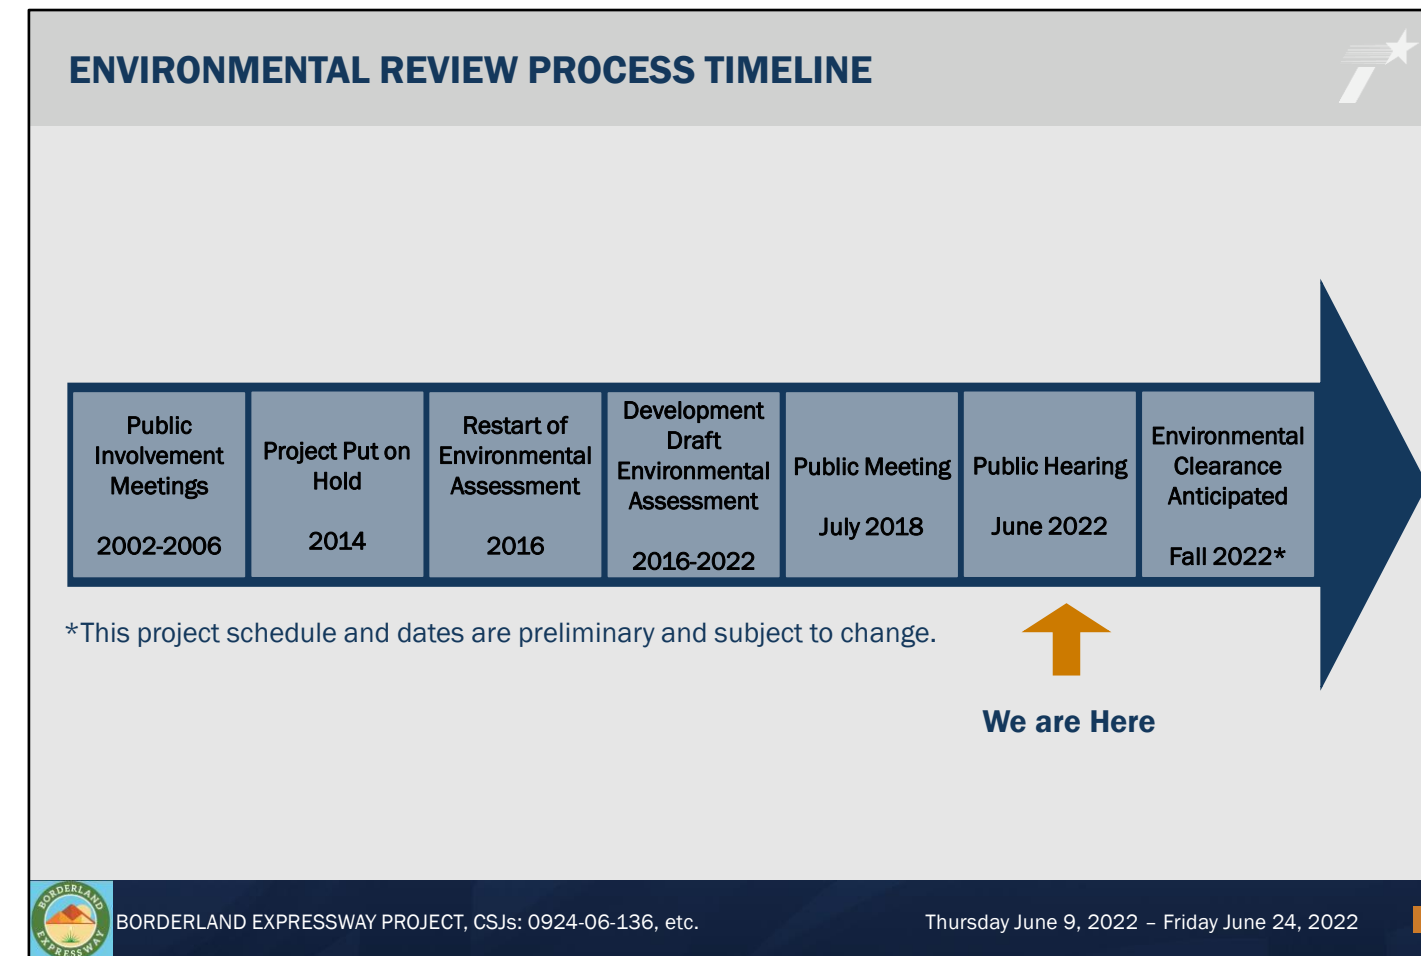 ENVIRONMENTAL REVIEW PROCESS TIMELINE
Public
Involvement
Meetings
2002-2006
Project Put on
Hold
2014
Restart of
Environmental
Assessment
2016
Development
Draft
Environmental
Assessment
2016-2022
Public Meeting
July 2018
Public Hearing
June 2022
Environmental
Clearance
Anticipated
Fall 2022*
*This project schedule and dates are preliminary and subject to change.
We are Here
BORDERLAND
EXPRESSWAY
BORDERLAND EXPRESSWAY PROJECT, CSJs: 0924-06-136, etc.
Thursday June 9, 2022 – Friday June 24, 2022